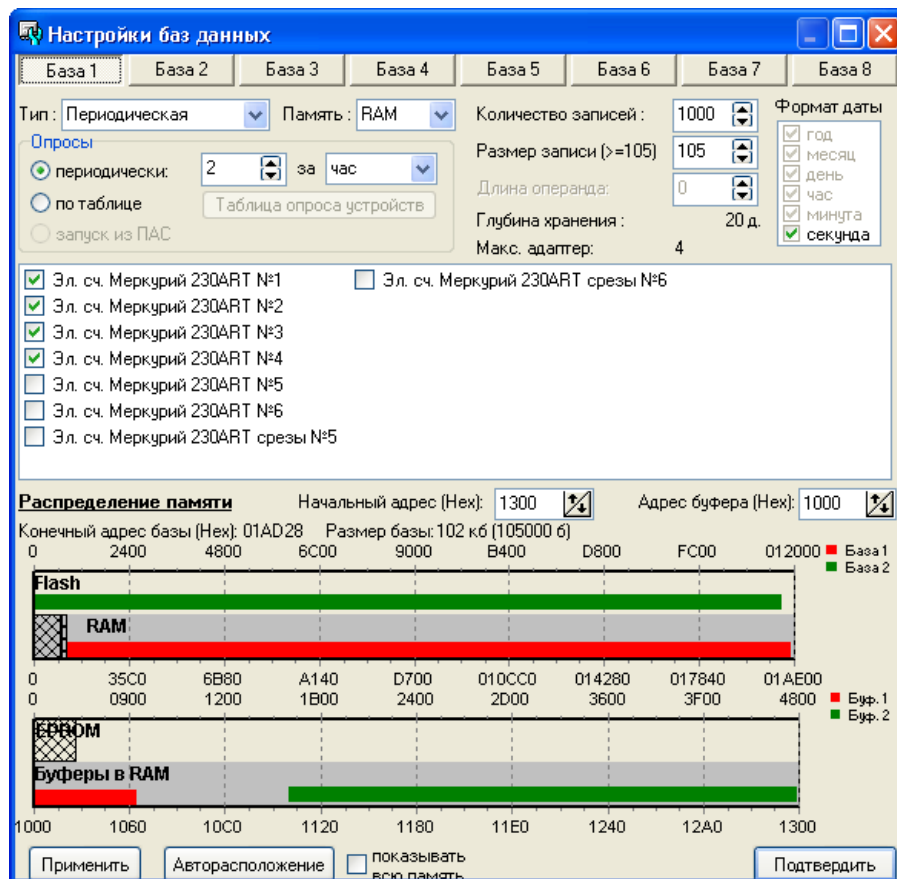 Настройки баз данных
База 1 База 2 База 3 База 4 База 5 База 6 База 7 База 8
Тип : Периодическая Память : RAM Количество записей : 1000 Формат даты
Опросы
периодически: 2 за час
по таблице Таблица опроса устройств
запуск из ПАС
Размер записи (>=105) 105
Длина операнда: 0
Глубина хранения : 20 д.
Макс. адаптер: 4
год
месяц
день
час
минута
секунда
Эл. сч. Меркурий 230ART №1 Эл. сч. Меркурий 230ART срезы №6
Эл. сч. Меркурий 230ART №2
Эл. сч. Меркурий 230ART №3
Эл. сч. Меркурий 230ART №4
Эл. сч. Меркурий 230ART №5
Эл. сч. Меркурий 230ART №6
Эл. сч. Меркурий 230ART срезы №5
Распределение памяти Начальный адрес (Hex): 1300 Адрес буфера (Hex): 1000
Конечный адрес базы (Hex): 01AD28 Размер базы: 102 кб (105000 б)
0 2400 4800 6C00 9000 B400 D800 FC00 012000 База 1
База 2
Flash
RAM
0 35C0 6B80 A140 D700 010CC0 014280 017840 01AE00
0 0900 1200 1B00 2400 2D00 3600 3F00 4800 Буф. 1
Буф. 2
EPROM
Буферы в RAM
1000 1060 10C0 1120 1180 11E0 1240 12A0 1300
Применить Авторасположение показывать всю память Подтвердить